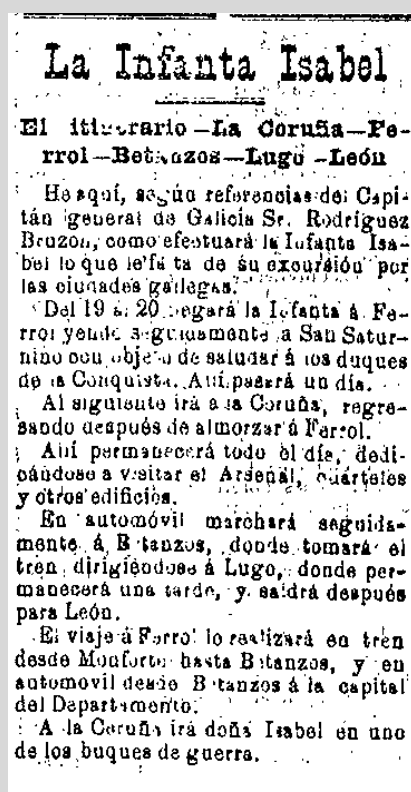 La Infanta Isabel
El itinerario—La Coruña—Fe-
rrol—Betanzos—Lugo—León
He aquí, según referencias del Capi-
tán general de Galicia Sr. Rodríguez
Bruzon, como efectuará la Infanta Isa-
bel lo que le falta de su excursión por
las ciudades gallegas.
Del 19 al 20 llegará la Infanta á Fe-
rrol yendo seguidamente a San Satur-
nino con objeto de saludar á los duques
de la Conquista. Allí pasará un día.
Al siguiente irá a la Coruña, regre-
sando después de almorzar á Ferrol.
Allí permanecerá todo el día, dedi-
cándose a visitar el Arsenal, cuárteles
y otros edificios.
En automóvil marchará seguida-
mente á Betanzos, donde tomará el
tren dirigiéndose á Lugo, donde per-
manecerá una tarde, y saldrá después
para León.
El viaje á Ferrol lo realizará en tren
desde Monforte hasta Betanzos, y en
automovil desde Betanzos á la capital
del Departamento.
A la Coruña irá doña Isabel en uno
de los buques de guerra.